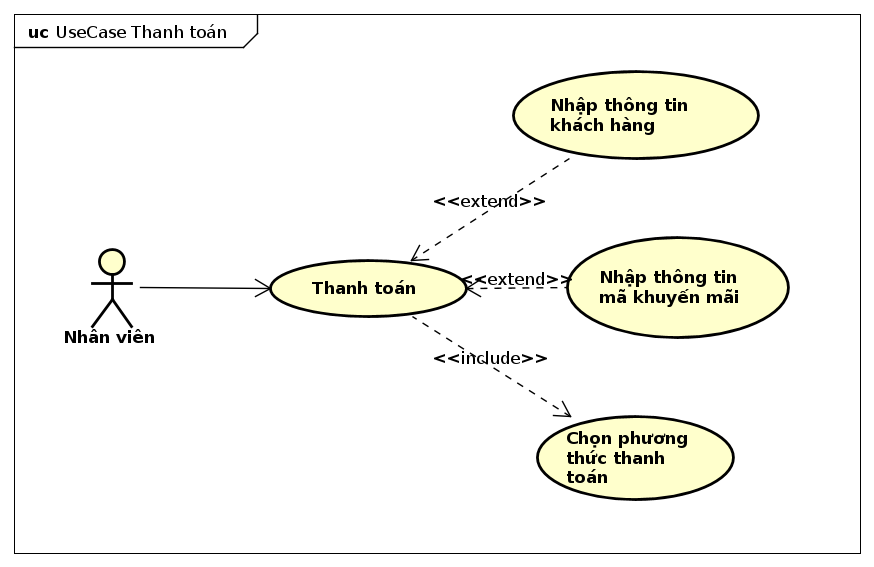 uc UseCase Thanh toán
Nhập thông tin
khách hàng
<<extend>>
<<extend>>
Nhập thông tin
mã khuyến mãi
Thanh toán
Nhân viên
<<include>>
Chọn phương
thức thanh
toán